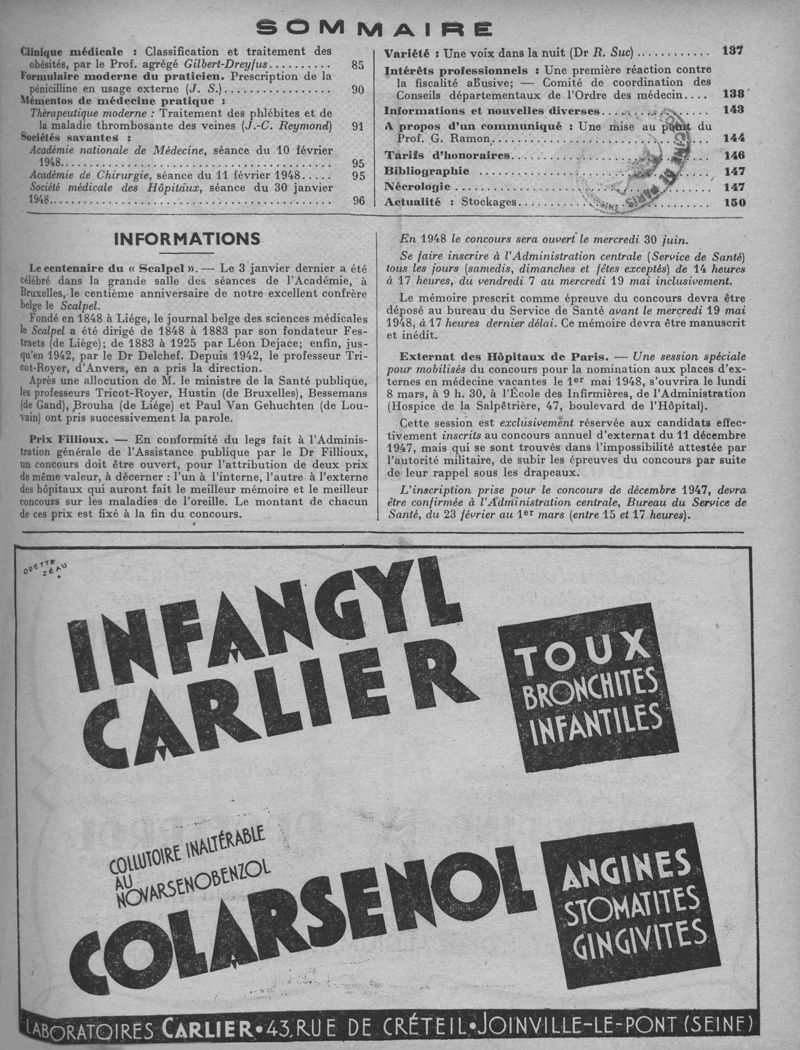 SOMMAIRE
Clinique médicale : Classification et traitement des
obésités, par le Prof. agrégé Gilbert-Dreyfus.......... 85
Formulaire moderne du praticien. Prescription de la
pénicilline en usage externe (J. S.)................. 90
Mémentos de médecine pratique :
Thérapeutique moderne : Traitement des phlébites et de
la maladie thrombosante des veines (J.-C. Reymond) 91
Sociétés savantes :
Académie nationale de Médecine, séance du 10 février
1948............................................. 95
Académie de Chirurgie, séance du 11 février 1948..... 95
Société médicale des Hôpitaux, séance du 30 janvier
1948............................................. 96
Variété : Une voix dans la nuit (Dr R. Suc) ........... 137
Intérêts professionnels : Une première réaction contre
la fiscalité abusive; — Comité de coordination des
Conseils départementaux de l'Ordre des médecin.... 138
Informations et nouvelles diverses................ 143
A propos d'un communiqué : Une mise au point du
Prof. G. Ramon................................. 144
Tarifs d'honoraires............................... 146
Bibliographie .................................... 147
Nécrologie ....................................... 147
Actualité : Stockages............................. 150
INFORMATIONS
Le centenaire du « Scalpel ». — Le 3 janvier dernier a été
célébré dans la grande salle des séances de l'Académie, à
Bruxelles, le centième anniversaire de notre excellent confrère
belge le Scalpel.
Fondé en 1848 à Liége, le journal belge des sciences médicales
le Scalpel a été dirigé de 1848 à 1883 par son fondateur Fes-
traets (de Liége); de 1883 à 1925 par Léon Dejace; enfin, jus-
qu'en 1942, par le Dr Delchef. Depuis 1942, le professeur Tri-
cot-Royer, d'Anvers, en a pris la direction.
Après une allocution de M. le ministre de la Santé publique,
les professeurs Tricot-Royer, Hustin (de Bruxelles), Bessemans
(de Gand), Brouha (de Liége) et Paul Van Gehuchten (de Lou-
vain) ont pris successivement la parole.
Prix Fillioux. — En conformité du legs fait à l'Adminis-
tration générale de l'Assistance publique par le Dr Fillioux,
un concours doit être ouvert, pour l'attribution de deux prix
de même valeur, à décerner : l'un à l'interne, l'autre à l'externe
des hôpitaux qui auront fait le meilleur mémoire et le meilleur
concours sur les maladies de l'oreille. Le montant de chacun
de ces prix est fixé à la fin du concours.
En 1948 le concours sera ouvert le mercredi 30 juin.
Se faire inscrire à l'Administration centrale (Service de Santé)
tous les jours (samedis, dimanches et fêtes exceptés) de 14 heures
à 17 heures, du vendredi 7 au mercredi 19 mai inclusivement.
Le mémoire prescrit comme épreuve du concours devra être
déposé au bureau du Service de Santé avant le mercredi 19 mai
1948, à 17 heures dernier délai. Ce mémoire devra être manuscrit
et inédit.
Externat des Hôpitaux de Paris. — Une session spéciale
pour mobilisés du concours pour la nomination aux places d'ex-
ternes en médecine vacantes le 1er mai 1948, s'ouvrira le lundi
8 mars, à 9 h. 30, à l'École des Infirmières, de l'Administration
(Hospice de la Salpêtrière, 47, boulevard de l'Hôpital).
Cette session est exclusivement réservée aux candidats effec-
tivement inscrits au concours annuel d'externat du 11 décembre
1947, mais qui se sont trouvés dans l'impossibilité attestée par
l'autorité militaire, de subir les épreuves du concours par suite
de leur rappel sous les drapeaux.
L'inscription prise pour le concours de décembre 1947, devra
être confirmée à l'Administration centrale, Bureau du Service de
Santé, du 23 février au 1er mars (entre 15 et 17 heures).
ODETTE
ZÉAU
INFANGYL
CARLIER
TOUX
BRONCHITES
INFANTILES
COLLUTOIRE INALTÉRABLE
AU
NOVARSENOBENZOL
COLARSENOL
ANGINES
STOMATITES
GINGIVITES
LABORATOIRES CARLIER•43, RUE DE CRÉTEIL•JOINVILLE-LE-PONT (SEINE)